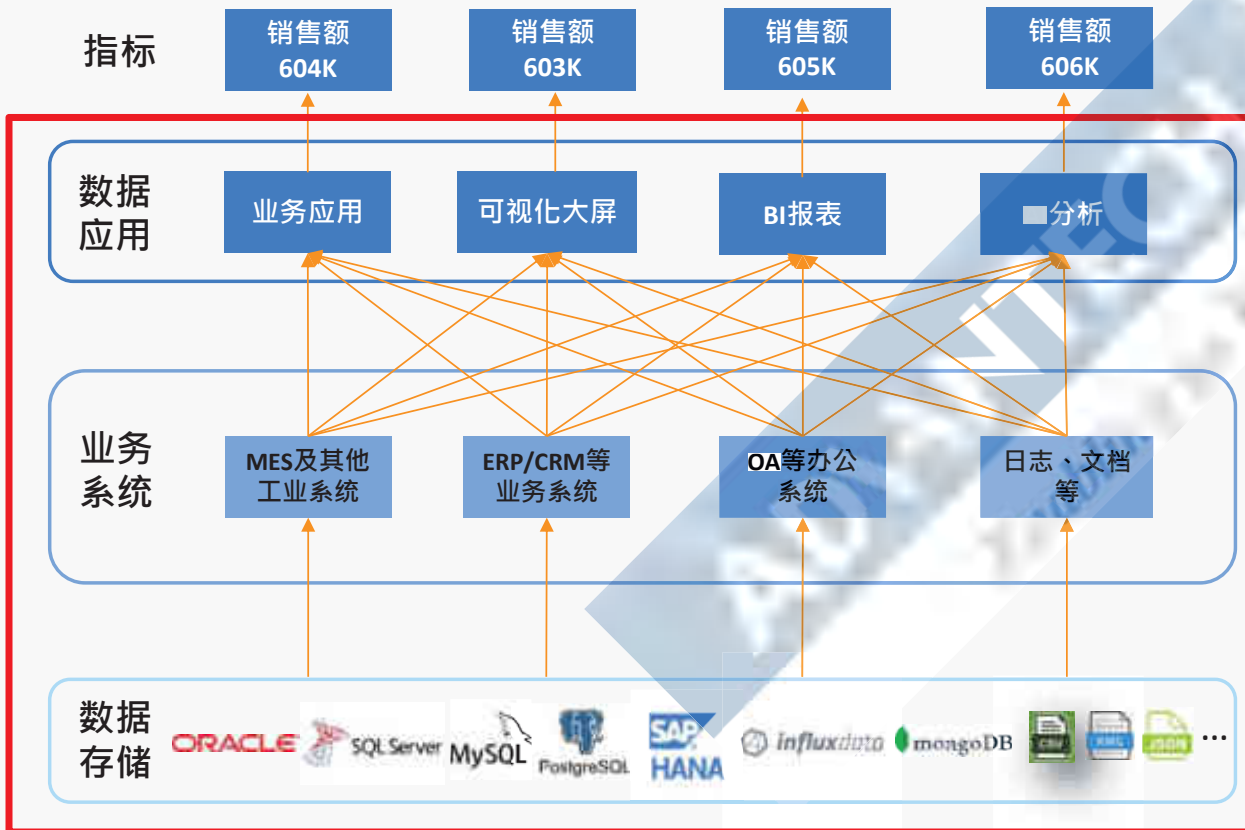 指标
销售额
604K
销售额
603K
销售额
605K
销售额
606K
数据
应用
业务应用
可视化大屏
BI报表
分析
业务
系统
MES及其他
工业系统
ERP/CRM等
业务系统
OA等办公
系统
日志、文档
等
数据
存储
ORACLE
SQL Server
MySQL
PostgreSQL
SAP
HANA
influxdata
mongoDB
JSON
...